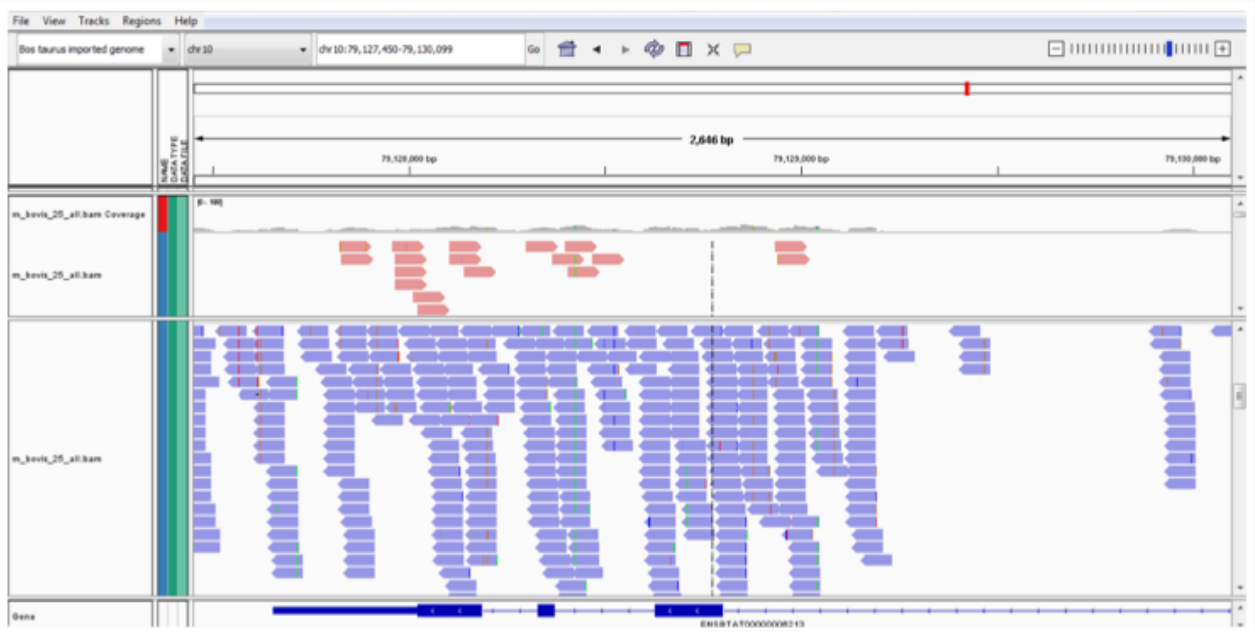 File View Tracks Regions Help
Bos taurus imported genome chr10 chr10:79,127,450-79,130,099 Go
NAME
DATA TYPE
DATA FILE
2,646 bp
79,128,000 bp 79,129,000 bp 79,130,000 bp
m_bovis_25_all.bam Coverage
[0 - 100]
m_bovis_25_all.bam
m_bovis_25_all.bam
Gene